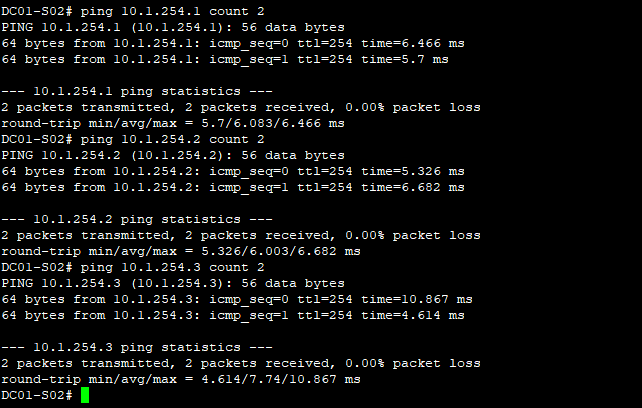 DC01-S02# ping 10.1.254.1 count 2
PING 10.1.254.1 (10.1.254.1): 56 data bytes
64 bytes from 10.1.254.1: icmp_seq=0 ttl=254 time=6.466 ms
64 bytes from 10.1.254.1: icmp_seq=1 ttl=254 time=5.7 ms
--- 10.1.254.1 ping statistics ---
2 packets transmitted, 2 packets received, 0.00% packet loss
round-trip min/avg/max = 5.7/6.083/6.466 ms
DC01-S02# ping 10.1.254.2 count 2
PING 10.1.254.2 (10.1.254.2): 56 data bytes
64 bytes from 10.1.254.2: icmp_seq=0 ttl=254 time=5.326 ms
64 bytes from 10.1.254.2: icmp_seq=1 ttl=254 time=6.682 ms
--- 10.1.254.2 ping statistics ---
2 packets transmitted, 2 packets received, 0.00% packet loss
round-trip min/avg/max = 5.326/6.003/6.682 ms
DC01-S02# ping 10.1.254.3 count 2
PING 10.1.254.3 (10.1.254.3): 56 data bytes
64 bytes from 10.1.254.3: icmp_seq=0 ttl=254 time=10.867 ms
64 bytes from 10.1.254.3: icmp_seq=1 ttl=254 time=4.614 ms
--- 10.1.254.3 ping statistics ---
2 packets transmitted, 2 packets received, 0.00% packet loss
round-trip min/avg/max = 4.614/7.74/10.867 ms
DC01-S02#